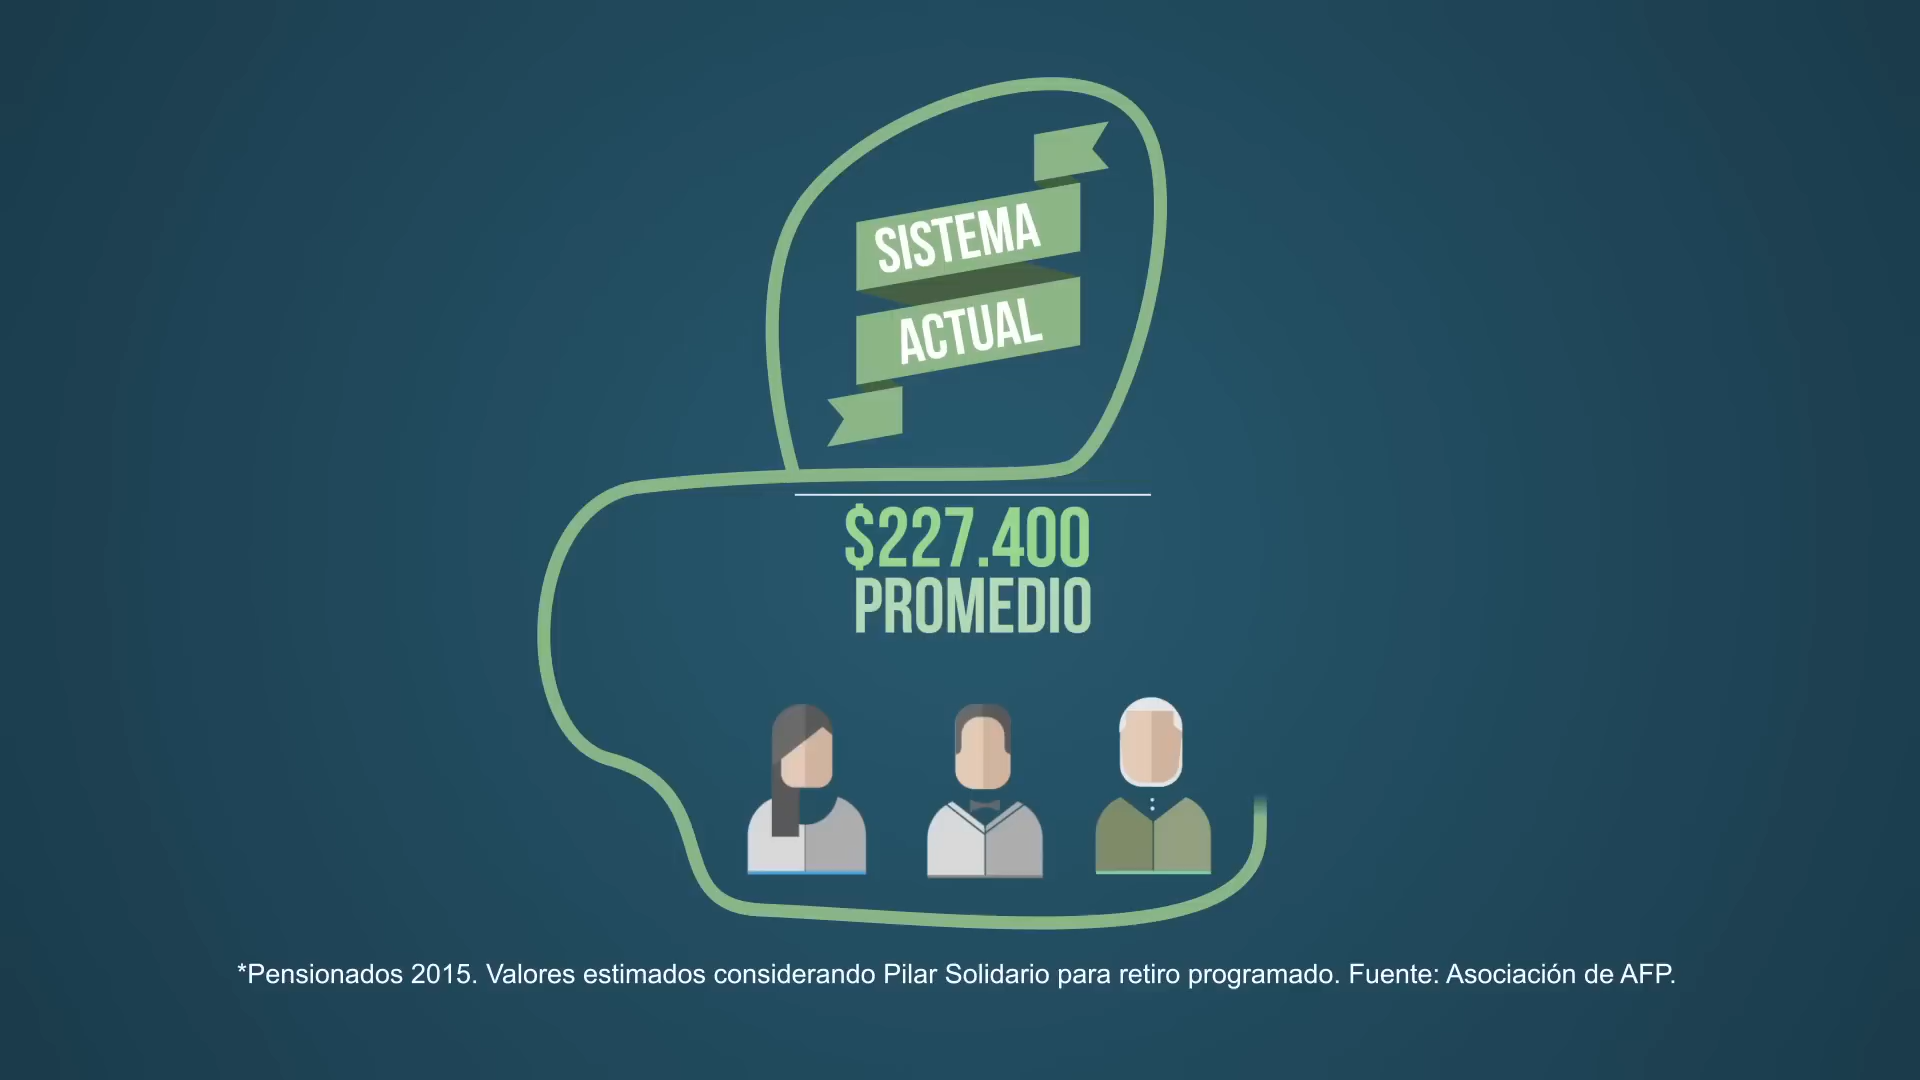 SISTEMA
ACTUAL
$227.400
PROMEDIO
*Pensionados 2015. Valores estimados considerando Pilar Solidario para retiro programado. Fuente: Asociación de AFP.